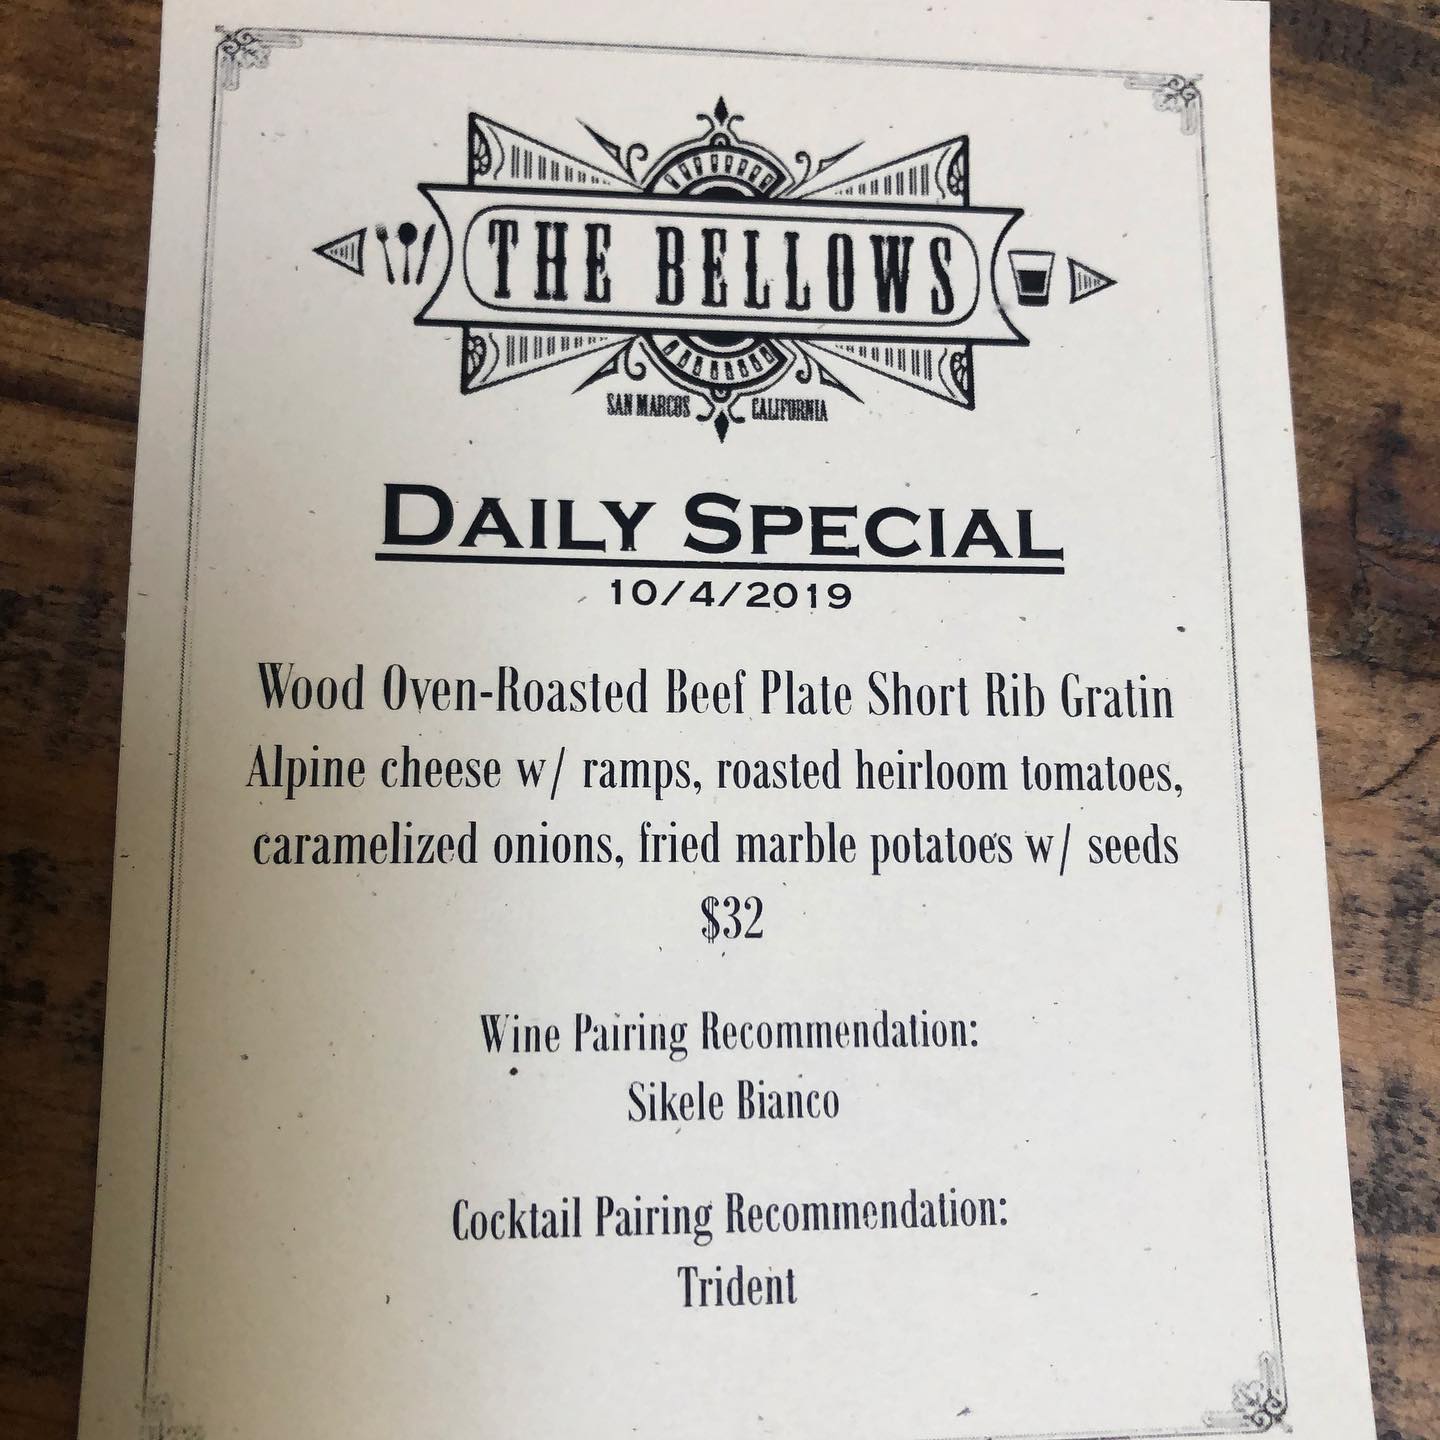 THE BELLOWS
SAN MARCOS CALIFORNIA
DAILY SPECIAL
10/4/2019
Wood Oven-Roasted Beef Plate Short Rib Gratin
Alpine cheese w/ ramps, roasted heirloom tomatoes,
caramelized onions, fried marble potatoes w/ seeds
$32
Wine Pairing Recommendation:
Sikele Bianco
Cocktail Pairing Recommendation:
Trident